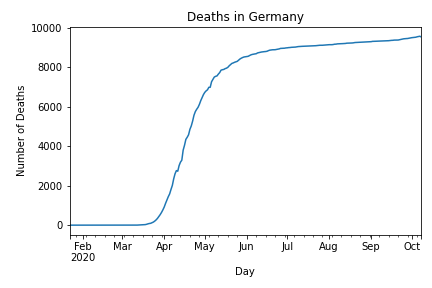 Deaths in Germany
Number of Deaths
10000
8000
6000
4000
2000
0
Feb Mar Apr May Jun Jul Aug Sep Oct
2020
Day